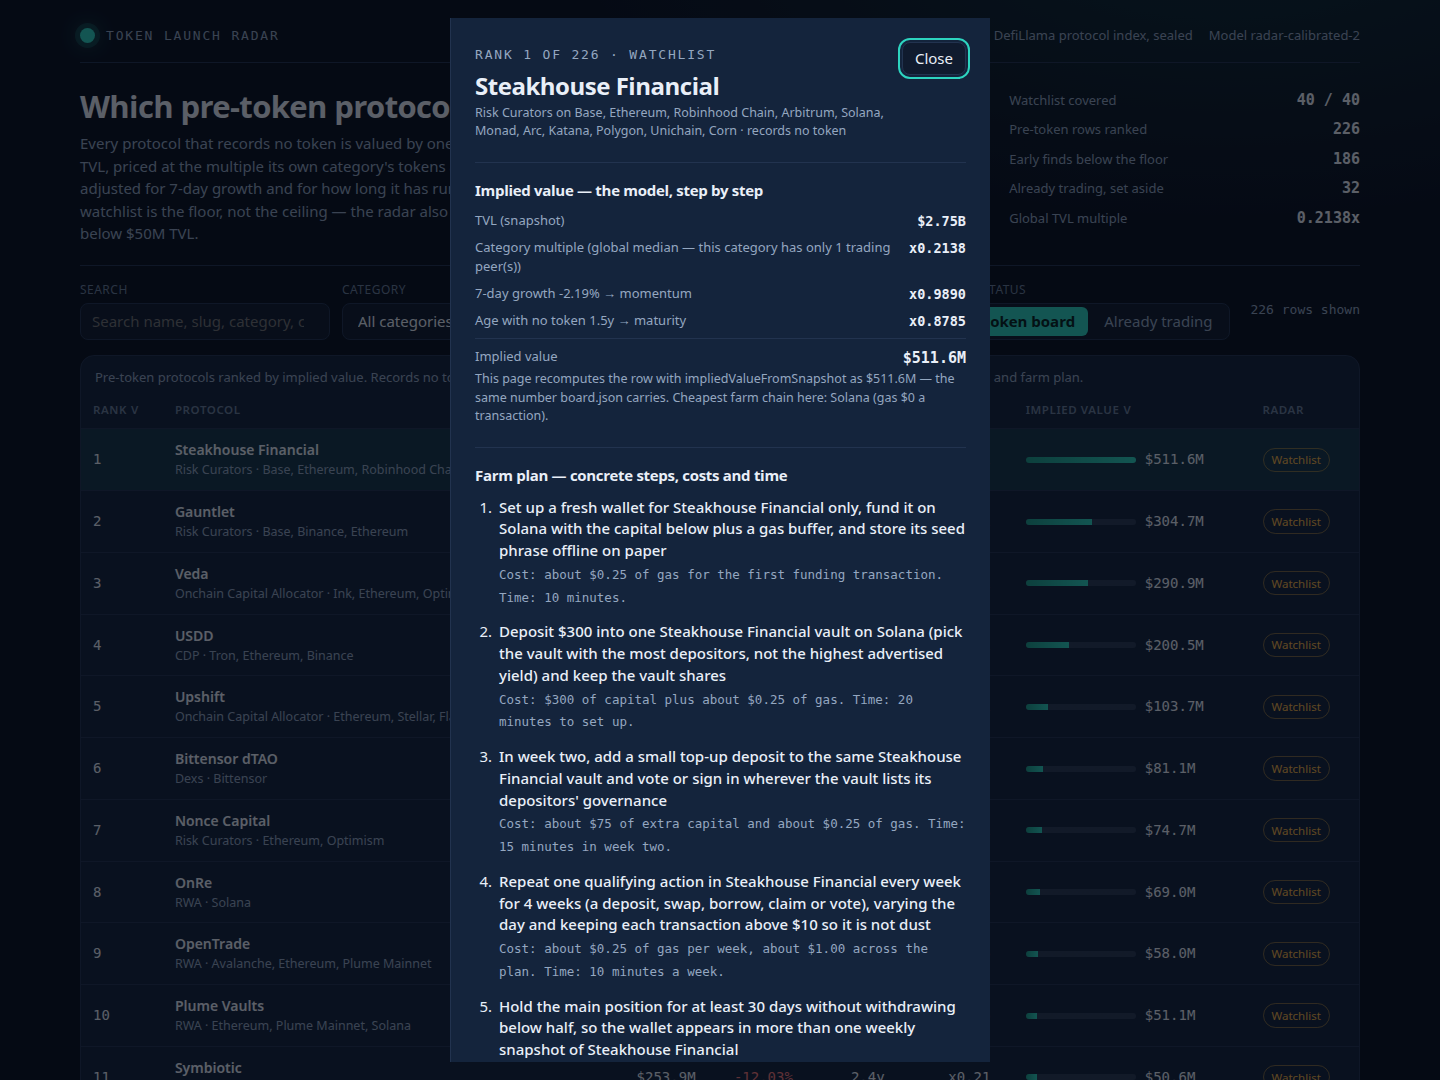 TOKEN LAUNCH RADAR
DefiLlama protocol index, sealed Model radar-calibrated-2
Which pre-token protoco
Every protocol that records no token is valued by one
TVL, priced at the multiple its own category's tokens
adjusted for 7-day growth and for how long it has ru
watchlist is the floor, not the ceiling — the radar also
below $50M TVL.
Watchlist covered 40 / 40
Pre-token rows ranked 226
Early finds below the floor 186
Already trading, set aside 32
Global TVL multiple 0.2138x
SEARCH
Search name, slug, category, c
CATEGORY
All categories
TATUS
oken board Already trading
226 rows shown
Pre-token protocols ranked by implied value. Records no to
and farm plan.
RANK V PROTOCOL IMPLIED VALUE V RADAR
1 Steakhouse Financial $511.6M Watchlist
Risk Curators · Base, Ethereum, Robinhood Cha
2 Gauntlet $304.7M Watchlist
Risk Curators · Base, Binance, Ethereum
3 Veda $290.9M Watchlist
Onchain Capital Allocator · Ink, Ethereum, Opti
4 USDD $200.5M Watchlist
CDP · Tron, Ethereum, Binance
5 Upshift $103.7M Watchlist
Onchain Capital Allocator · Ethereum, Stellar, Fl
6 Bittensor dTAO $81.1M Watchlist
Dexs · Bittensor
7 Nonce Capital $74.7M Watchlist
Risk Curators · Ethereum, Optimism
8 OnRe $69.0M Watchlist
RWA · Solana
9 OpenTrade $58.0M Watchlist
RWA · Avalanche, Ethereum, Plume Mainnet
10 Plume Vaults $51.1M Watchlist
RWA · Ethereum, Plume Mainnet, Solana
11 Symbiotic $253.9M -12.03% 2.4y x0.21 $50.6M Watchlist
RANK 1 OF 226 · WATCHLIST
Close
Steakhouse Financial
Risk Curators on Base, Ethereum, Robinhood Chain, Arbitrum, Solana,
Monad, Arc, Katana, Polygon, Unichain, Corn · records no token
Implied value — the model, step by step
TVL (snapshot) $2.75B
Category multiple (global median — this category has only 1 trading x0.2138
peer(s))
7-day growth -2.19% → momentum x0.9890
Age with no token 1.5y → maturity x0.8785
Implied value $511.6M
This page recomputes the row with impliedValueFromSnapshot as $511.6M — the
same number board.json carries. Cheapest farm chain here: Solana (gas $0 a
transaction).
Farm plan — concrete steps, costs and time
1. Set up a fresh wallet for Steakhouse Financial only, fund it on
Solana with the capital below plus a gas buffer, and store its seed
phrase offline on paper
Cost: about $0.25 of gas for the first funding transaction.
Time: 10 minutes.
2. Deposit $300 into one Steakhouse Financial vault on Solana (pick
the vault with the most depositors, not the highest advertised
yield) and keep the vault shares
Cost: $300 of capital plus about $0.25 of gas. Time: 20
minutes to set up.
3. In week two, add a small top-up deposit to the same Steakhouse
Financial vault and vote or sign in wherever the vault lists its
depositors' governance
Cost: about $75 of extra capital and about $0.25 of gas. Time:
15 minutes in week two.
4. Repeat one qualifying action in Steakhouse Financial every week
for 4 weeks (a deposit, swap, borrow, claim or vote), varying the
day and keeping each transaction above $10 so it is not dust
Cost: about $0.25 of gas per week, about $1.00 across the
plan. Time: 10 minutes a week.
5. Hold the main position for at least 30 days without withdrawing
below half, so the wallet appears in more than one weekly
snapshot of Steakhouse Financial